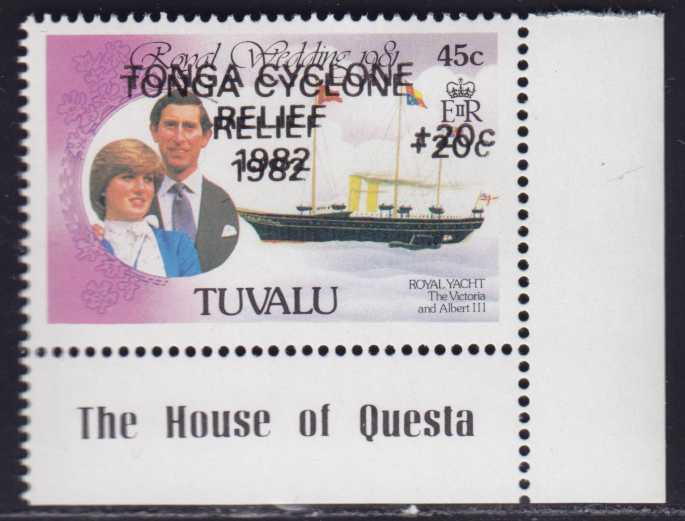 Royal Wedding 1981
45c
TONGA CYCLONE
TONGA CYCLONE
EIIR
RELIEF
RELIEF
+20c
+20c
1982
1982
ROYAL YACHT
The Victoria
and Albert III
TUVALU
The House of Questa